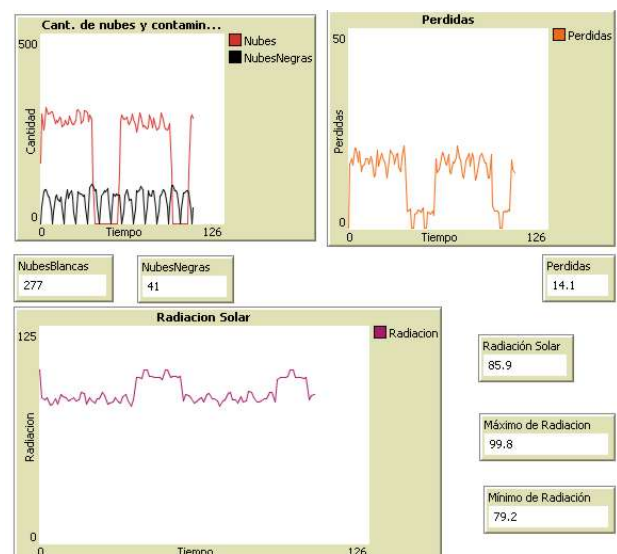 Cant. de nubes y contamin...
500
Cantidad
0
0
Tiempo
126
Nubes
NubesNegras
Perdidas
50
Perdidas
0
0
Tiempo
126
Perdidas
NubesBlancas
277
NubesNegras
41
Perdidas
14.1
Radiacion Solar
125
Radiacion
0
0
Tiempo
126
Radiacion
Radiación Solar
85.9
Máximo de Radiacion
99.8
Mínimo de Radiación
79.2